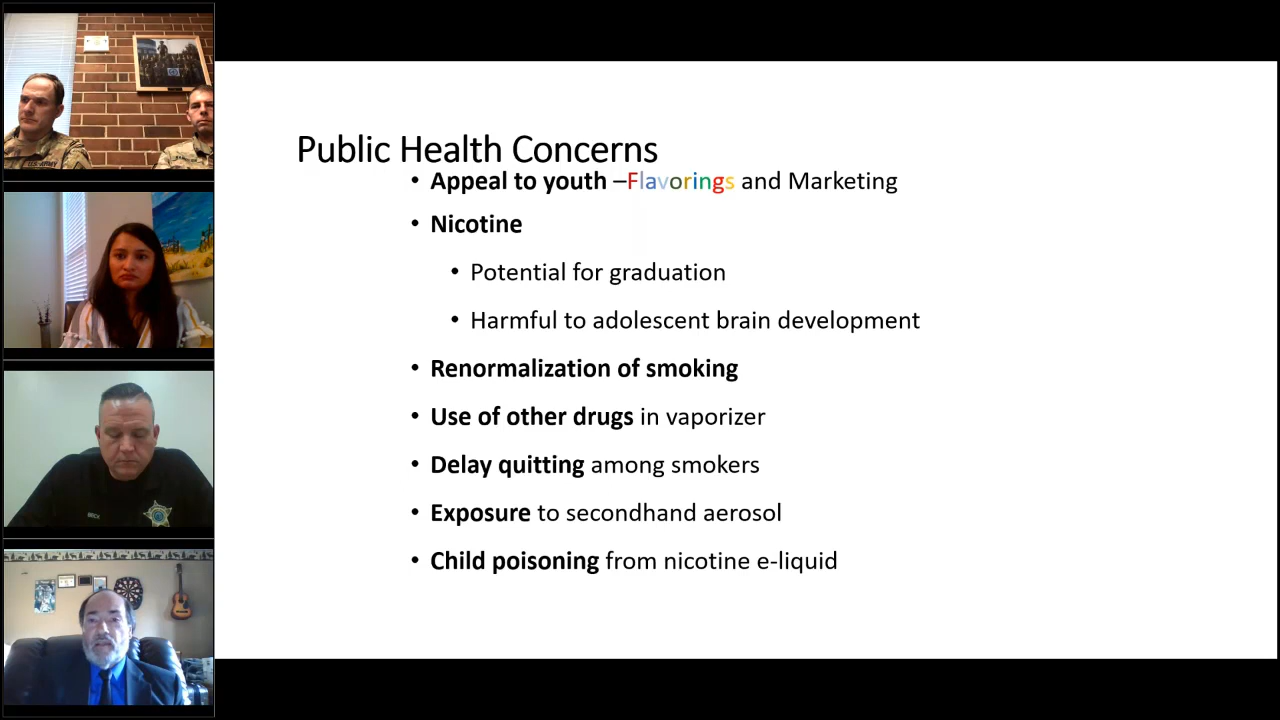 Public Health Concerns
• Appeal to youth –Flavorings and Marketing
• Nicotine
• Potential for graduation
• Harmful to adolescent brain development
• Renormalization of smoking
• Use of other drugs in vaporizer
• Delay quitting among smokers
• Exposure to secondhand aerosol
• Child poisoning from nicotine e-liquid
U.S. ARMY